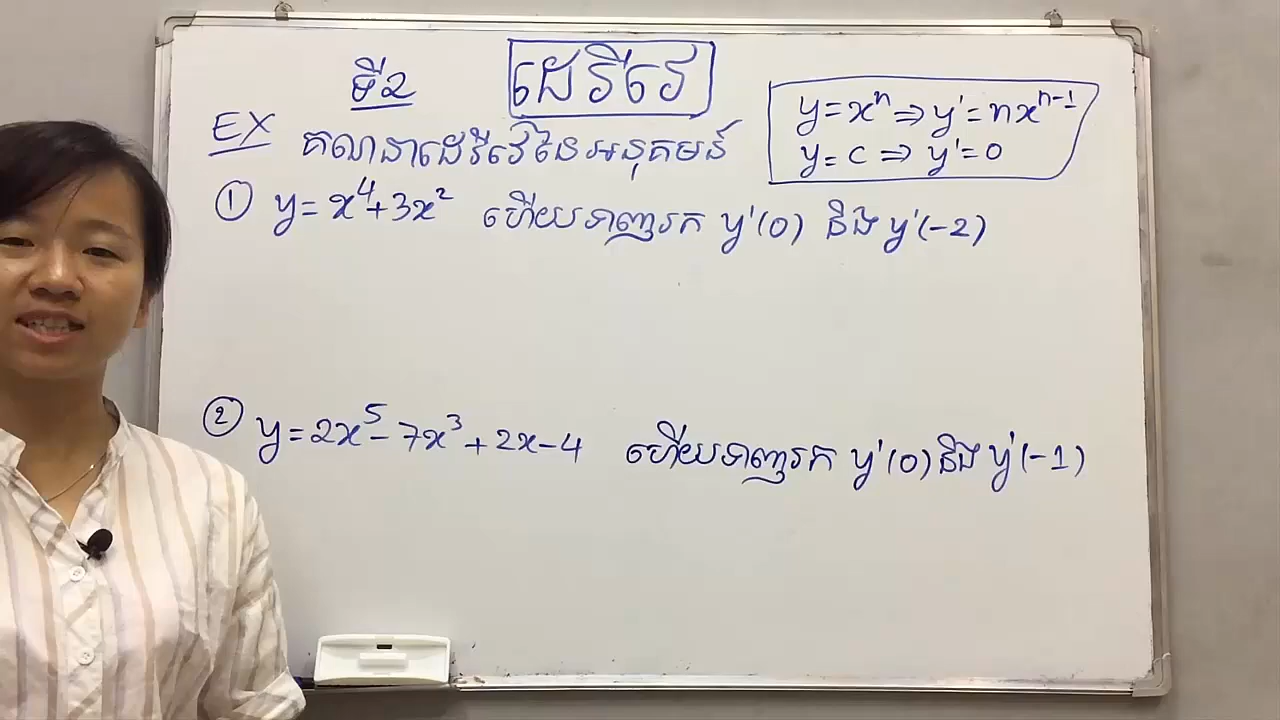 ទី2
ដេរីវេ
y = xⁿ ⇒ y' = nxⁿ⁻¹
y = c ⇒ y' = 0
EX គណនាដេរីវេនៃអនុគមន៍
① y = x⁴ + 3x² ហើយទាញរក y'(0) និង y'(-2)
② y = 2x⁵ - 7x³ + 2x - 4 ហើយទាញរក y'(0) និង y'(-1)